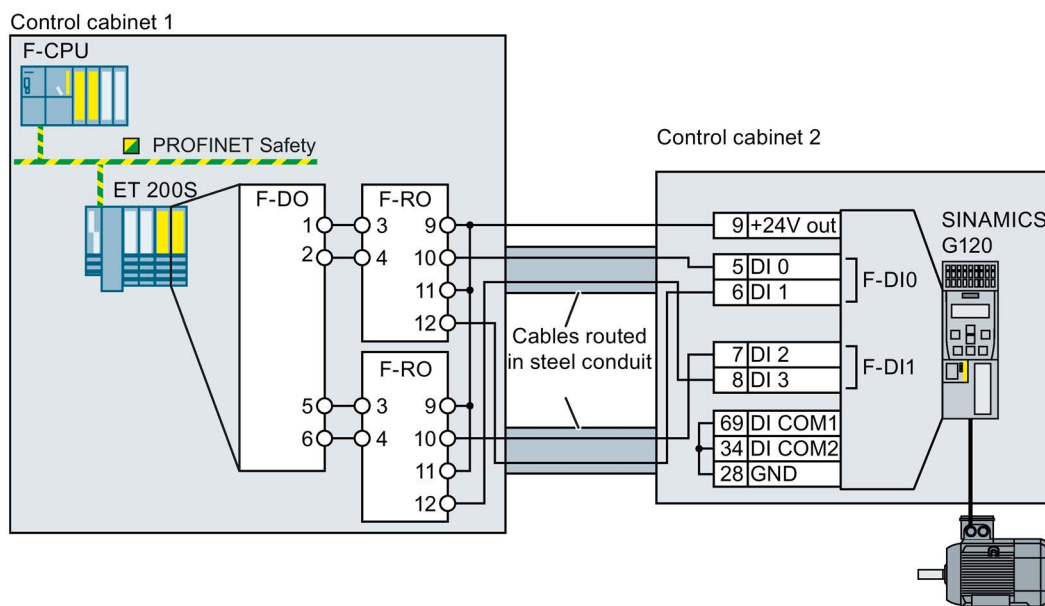 Control cabinet 1
F-CPU
PROFINET Safety
ET 200S
F-DO
1
2
5
6
F-RO
3
4
9
10
11
12
F-RO
3
4
9
10
11
12
Cables routed
in steel conduit
Control cabinet 2
9 +24V out
5 DI 0
6 DI 1
F-DI0
7 DI 2
8 DI 3
F-DI1
69 DI COM1
34 DI COM2
28 GND
SINAMICS
G120